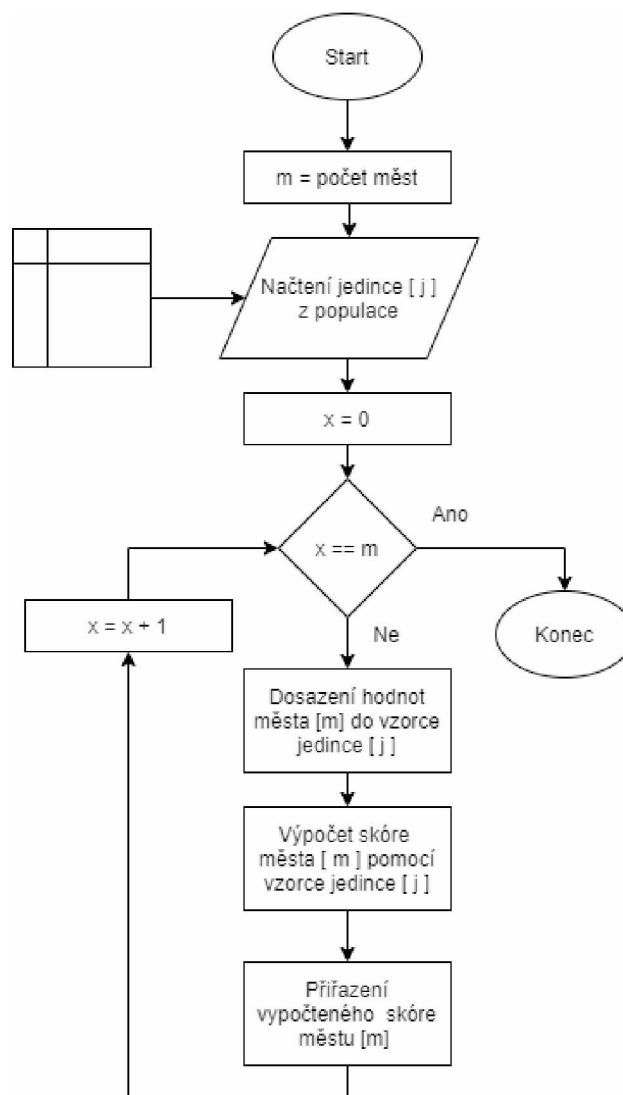 Start
m = počet měst
Načtení jedince [ j ]
z populace
x = 0
x == m
Ano
Ne
x = x + 1
Konec
Dosazení hodnot
města [m] do vzorce
jedince [ j ]
Výpočet skóre
města [ m ] pomocí
vzorce jedince [ j ]
Přiřazení
vypočteného skóre
městu [m]